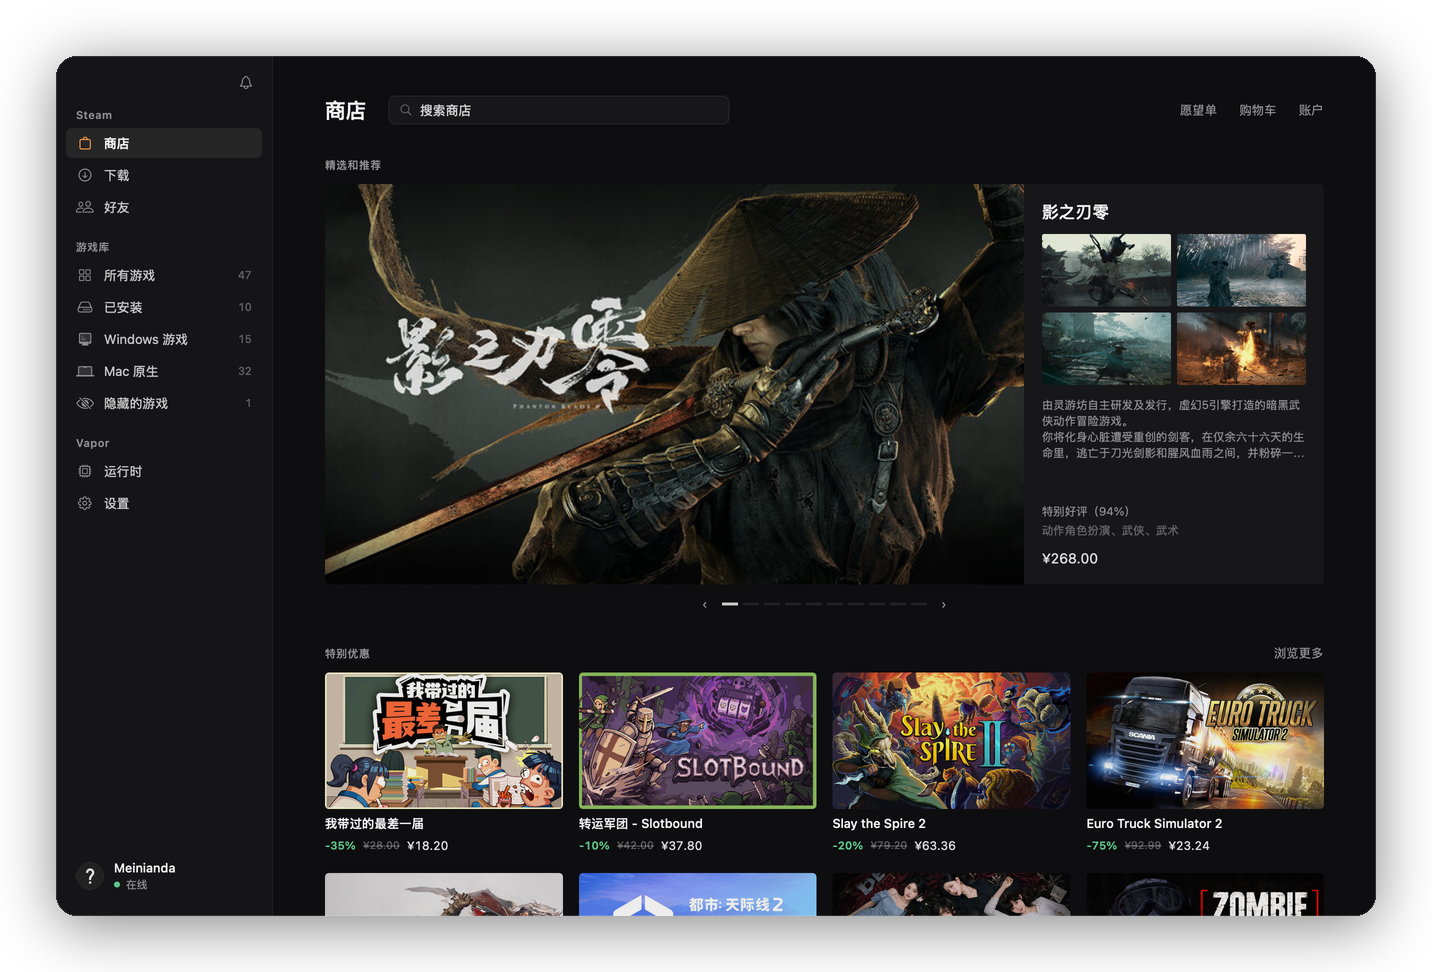 Steam
商店
下载
好友
游戏库
所有游戏 47
已安装 10
Windows 游戏 15
Mac 原生 32
隐藏的游戏 1
Vapor
运行时
设置
?
Meinianda
在线
商店
搜索商店
愿望单 购物车 账户
精选和推荐
影之刃零
PHANTOM BLADE
影之刃零
由灵游坊自主研发及发行，虚幻5引擎打造的暗黑武
侠动作冒险游戏。
你将化身心脏遭受重创的剑客，在仅余六十六天的生
命里，逃亡于刀光剑影和腥风血雨之间，并粉碎一...
特别好评（94%）
动作角色扮演、武侠、武术
¥268.00
‹ ›
特别优惠 浏览更多
我带过的
最差一届
SLOTBOUND
Slay the
SPIRE II
SCANIA
EURO TRUCK
SIMULATOR 2
我带过的最差一届
-35% ¥28.00 ¥18.20
转运军团 - Slotbound
-10% ¥42.00 ¥37.80
Slay the Spire 2
-20% ¥79.20 ¥63.36
Euro Truck Simulator 2
-75% ¥92.99 ¥23.24
都市: 天际线2
ZOMBIE